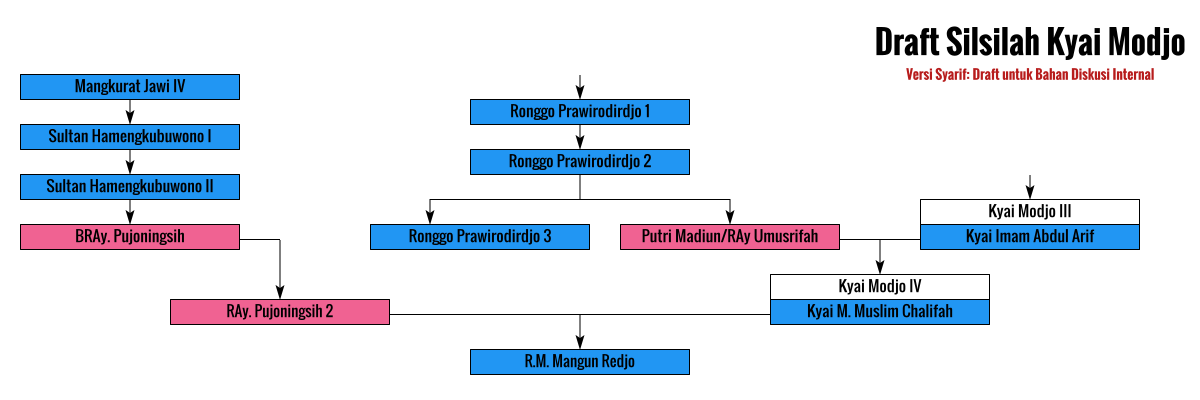 Draft Silsilah Kyai Modjo
Versi Syarif: Draft untuk Bahan Diskusi Internal
Mangkurat Jawi IV
Sultan Hamengkubuwono I
Sultan Hamengkubuwono II
BRAy. Pujoningsih
RAy. Pujoningsih 2
Ronggo Prawirodirdjo 1
Ronggo Prawirodirdjo 2
Ronggo Prawirodirdjo 3
Putri Madiun/RAy Umusrifah
Kyai Modjo III
Kyai Imam Abdul Arif
Kyai Modjo IV
Kyai M. Muslim Chalifah
R.M. Mangun Redjo